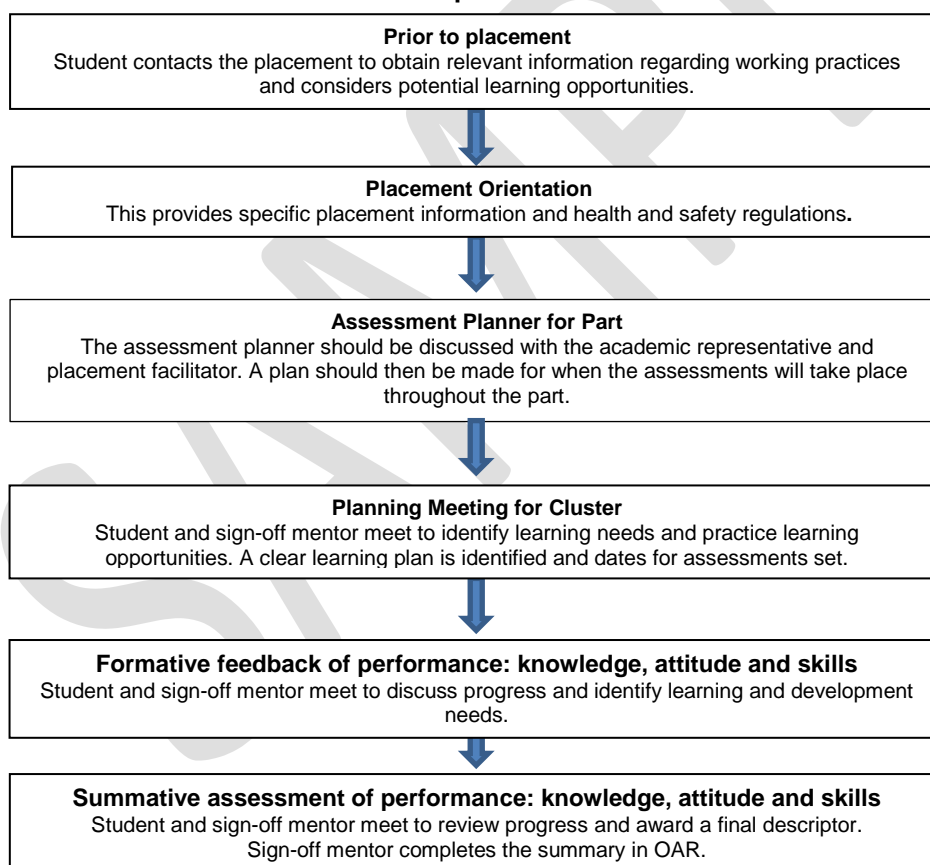 Prior to placement
Student contacts the placement to obtain relevant information regarding working practices
and considers potential learning opportunities.
Placement Orientation
This provides specific placement information and health and safety regulations.
Assessment Planner for Part
The assessment planner should be discussed with the academic representative and
placement facilitator. A plan should then be made for when the assessments will take place
throughout the part.
Planning Meeting for Cluster
Student and sign-off mentor meet to identify learning needs and practice learning
opportunities. A clear learning plan is identified and dates for assessments set.
Formative feedback of performance: knowledge, attitude and skills
Student and sign-off mentor meet to discuss progress and identify learning and development
needs.
Summative assessment of performance: knowledge, attitude and skills
Student and sign-off mentor meet to review progress and award a final descriptor.
Sign-off mentor completes the summary in OAR.